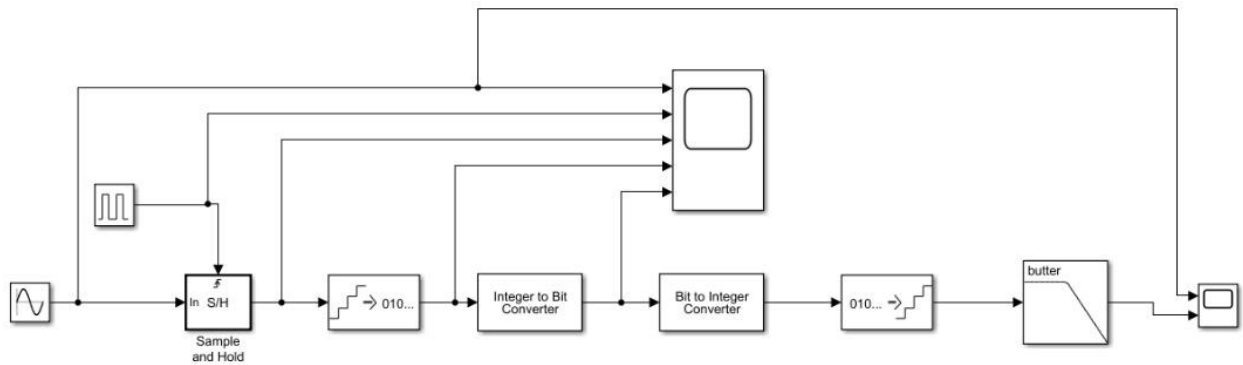 In
S/H
Sample
and Hold
010...
Integer to Bit
Converter
Bit to Integer
Converter
010...
butter